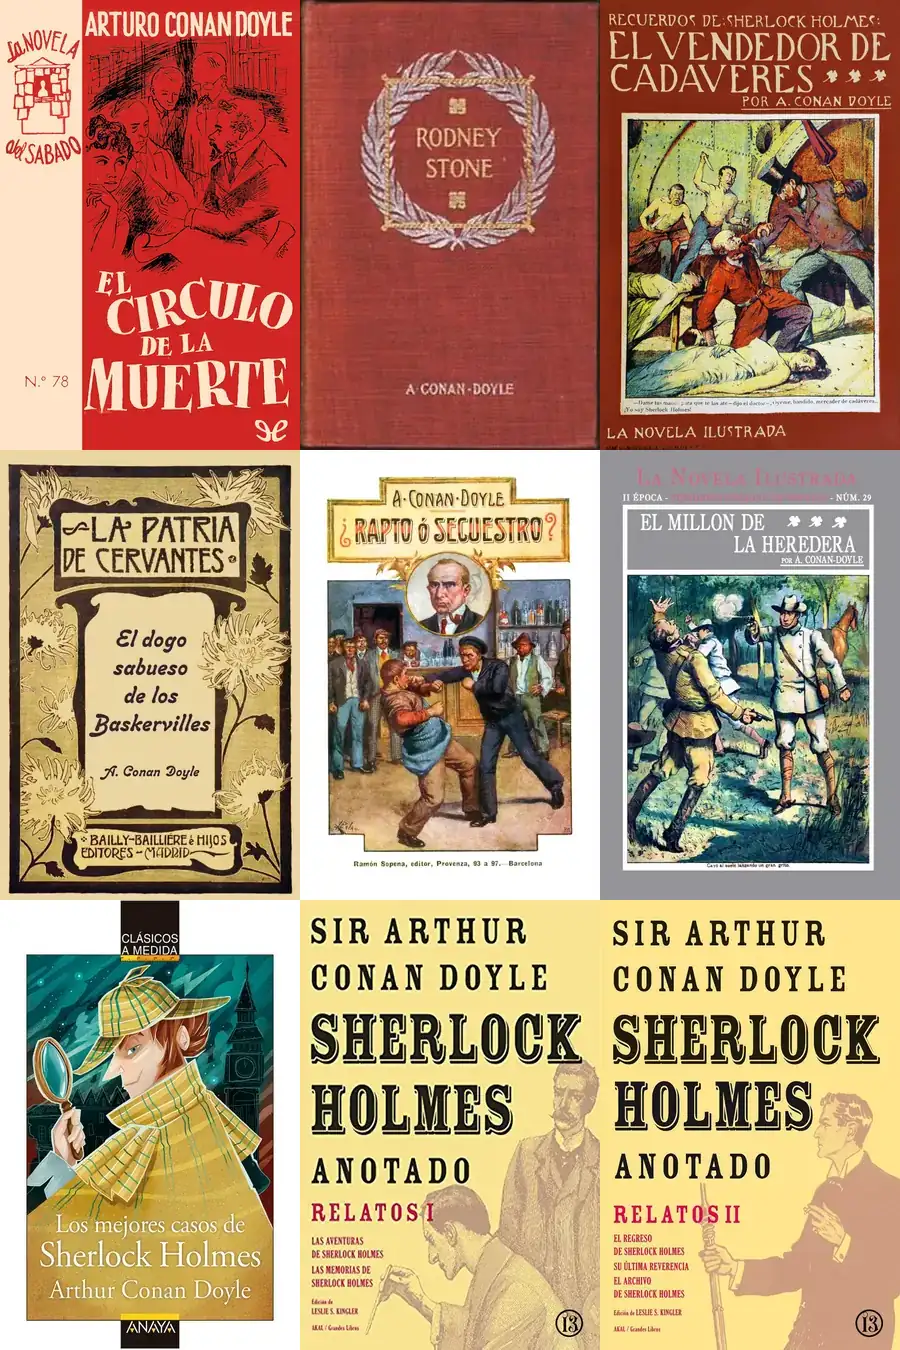 La NOVELA
del SABADO
N.º 78
ARTURO CONAN DOYLE
EL
CIRCULO
DE LA
MUERTE
RODNEY
STONE
A·CONAN-DOYLE
RECUERDOS DE:SHERLOCK HOLMES:
EL VENDEDOR DE
CADAVERES
POR A. CONAN DOYLE
¡Yo soy Sherlock Holmes!
LA NOVELA ILUSTRADA
LA PATRIA
DE CERVANTES
El dogo
sabueso
de los
Baskervilles
A. Conan Doyle
BAILLY-BAILLIÈRE é HIJOS
EDITORES-MADRID
A·CONAN-DOYLE
¿RAPTO ó SECUESTRO?
Ramón Sopena, editor, Provenza, 93 a 97.—Barcelona
La Novela Ilustrada
II ÉPOCA -
- NÚM. 29
EL MILLON DE
LA HEREDERA
POR A. CONAN-DOYLE
Cayó al suelo lanzando un gran grito.
CLÁSICOS
A MEDIDA
Los mejores casos de
Sherlock Holmes
Arthur Conan Doyle
ANAYA
SIR ARTHUR
CONAN DOYLE
SHERLOCK
HOLMES
ANOTADO
RELATOS I
LAS AVENTURAS
DE SHERLOCK HOLMES
LAS MEMORIAS DE
SHERLOCK HOLMES
Edición de
LESLIE S. KLINGER
AKAL / Grandes Libros
13
SIR ARTHUR
CONAN DOYLE
SHERLOCK
HOLMES
ANOTADO
RELATOS II
EL REGRESO
DE SHERLOCK HOLMES
SU ÚLTIMA REVERENCIA
EL ARCHIVO
DE SHERLOCK HOLMES
Edición de LESLIE S. KLINGER
AKAL / Grandes Libros
13